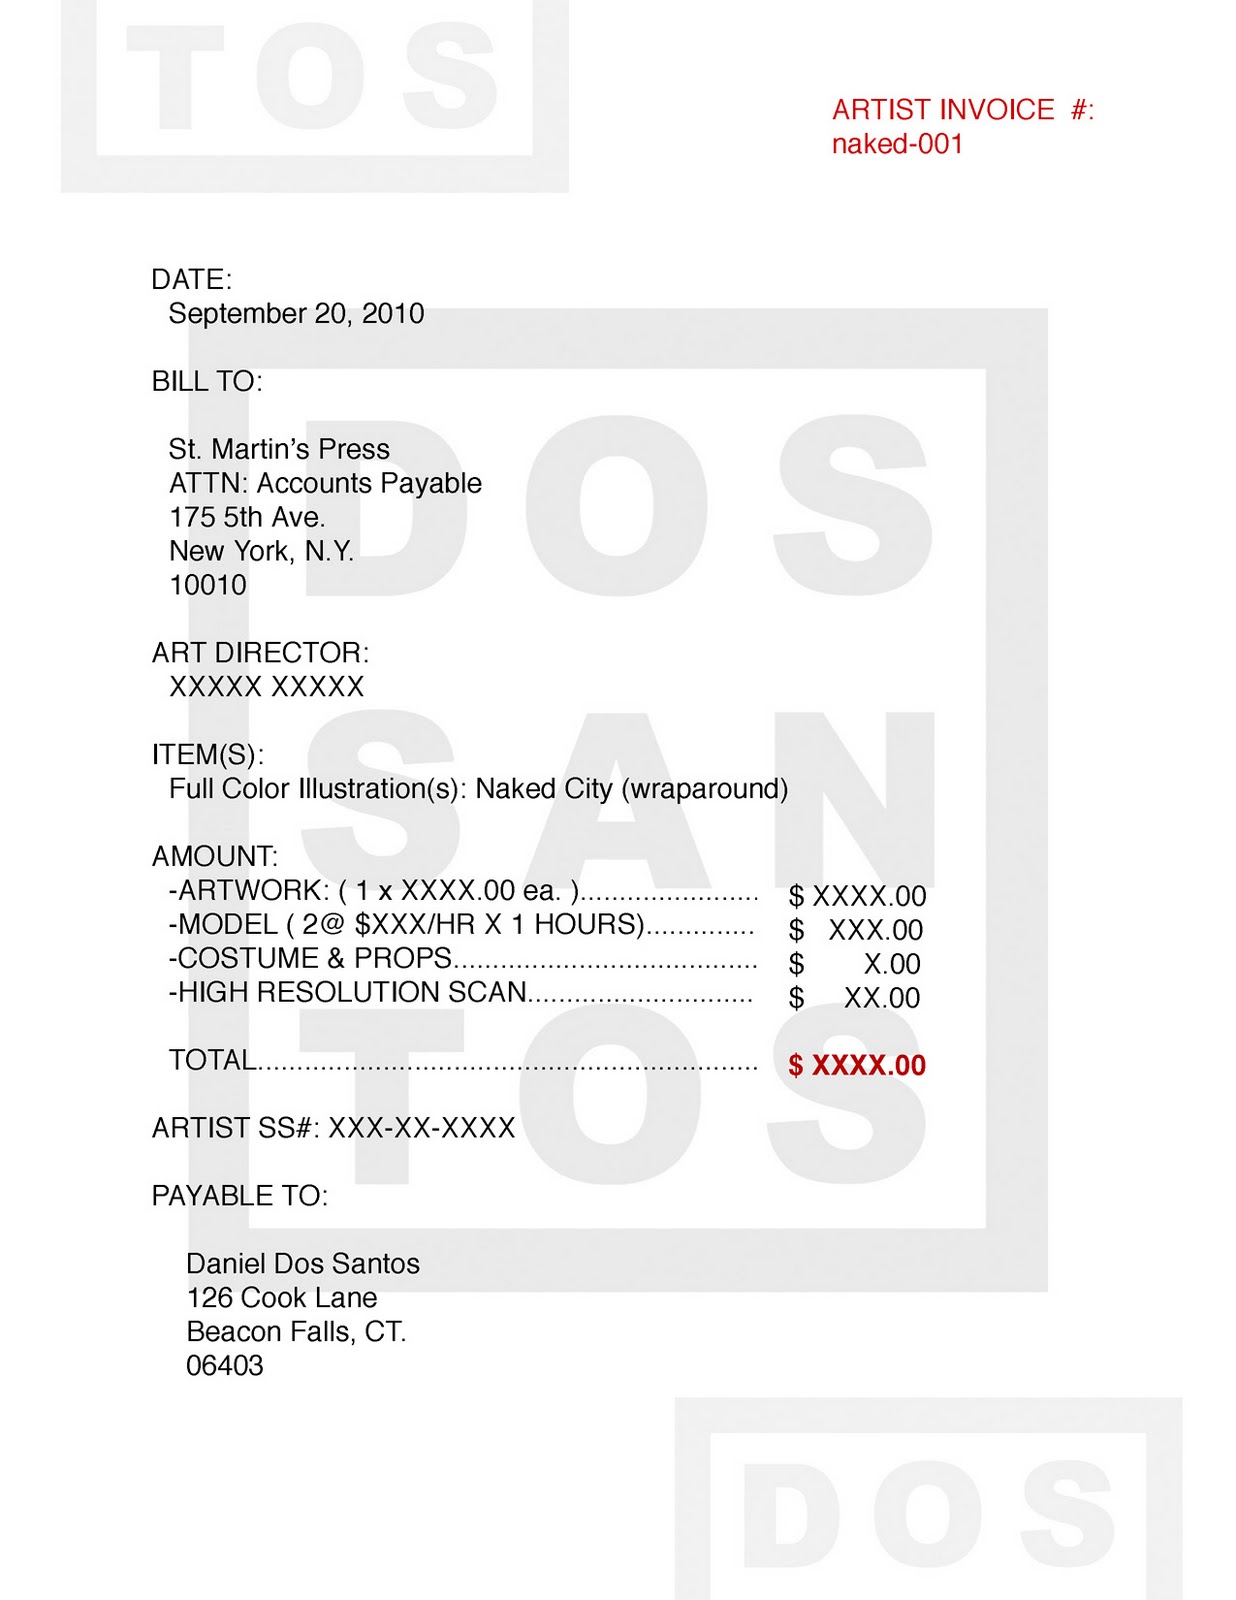 TOS
ARTIST INVOICE #:
naked-001
DATE:
September 20, 2010
BILL TO:
St. Martin’s Press
ATTN: Accounts Payable
175 5th Ave.
New York, N.Y.
10010
ART DIRECTOR:
XXXXX XXXXX
ITEM(S):
Full Color Illustration(s): Naked City (wraparound)
AMOUNT:
-ARTWORK: ( 1 x XXXX.00 ea. )....................... $ XXXX.00
-MODEL ( 2@ $XXX/HR X 1 HOURS).............. $ XXX.00
-COSTUME & PROPS....................................... $ X.00
-HIGH RESOLUTION SCAN............................. $ XX.00
TOTAL................................................................ $ XXXX.00
ARTIST SS#: XXX-XX-XXXX
PAYABLE TO:
Daniel Dos Santos
126 Cook Lane
Beacon Falls, CT.
06403
DOS
SAN
TOS
DOS